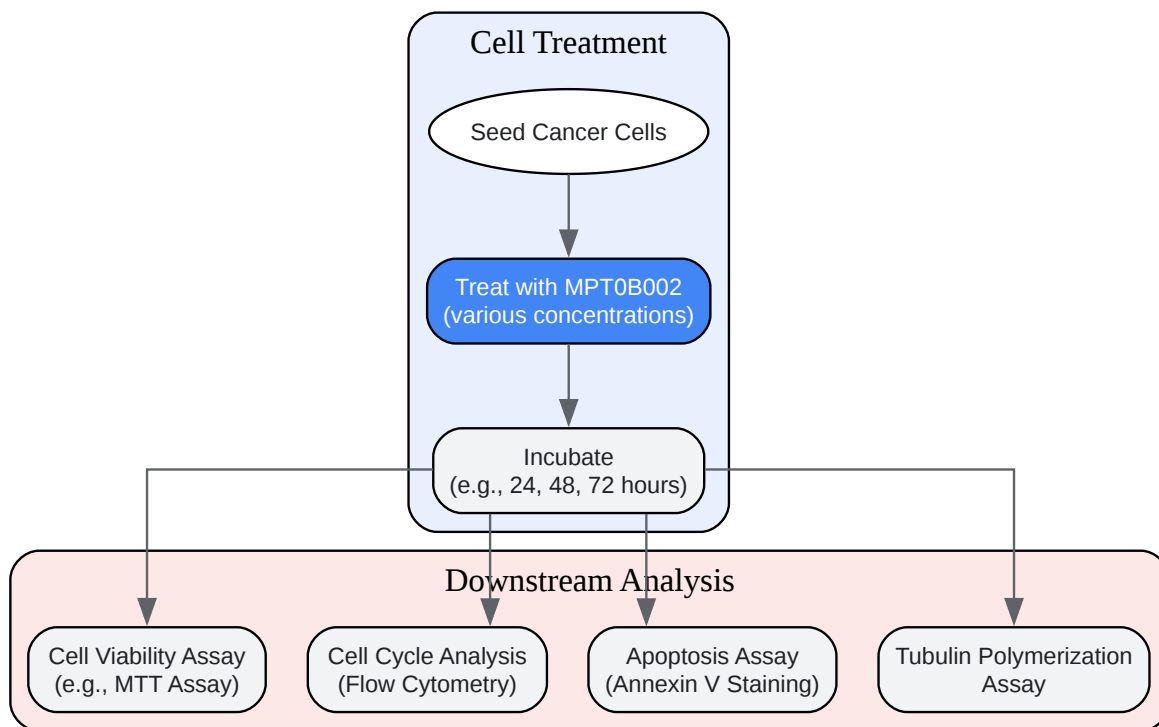 Cell Treatment
Seed Cancer Cells
Treat with MPT0B002
(various concentrations)
Incubate
(e.g., 24, 48, 72 hours)
Downstream Analysis
Cell Viability Assay
(e.g., MTT Assay)
Cell Cycle Analysis
(Flow Cytometry)
Apoptosis Assay
(Annexin V Staining)
Tubulin Polymerization
Assay